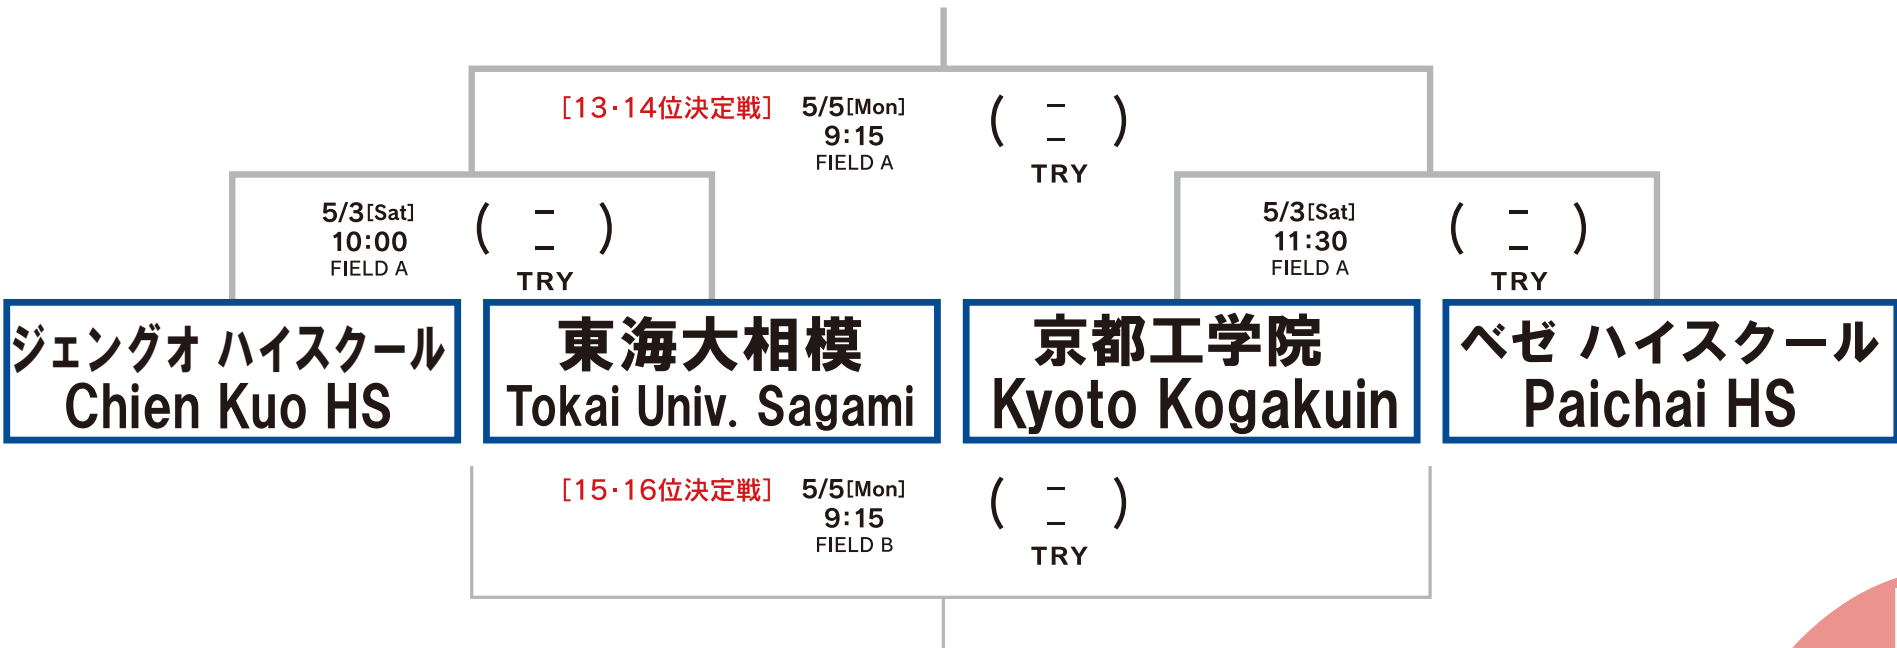 [13・14位決定戦] 5/5[Mon] ( – )
9:15 –
FIELD A TRY
5/3[Sat] ( – )
10:00 –
FIELD A TRY
5/3[Sat] ( – )
11:30 –
FIELD A TRY
ジェングオ ハイスクール
Chien Kuo HS
東海大相模
Tokai Univ. Sagami
京都工学院
Kyoto Kogakuin
ベゼ ハイスクール
Paichai HS
[15・16位決定戦] 5/5[Mon] ( – )
9:15 –
FIELD B TRY